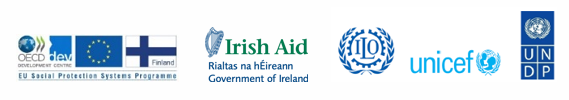 OECD dev
DEVELOPMENT CENTRE
Finland
EU Social Protection Systems Programme
Irish Aid
Rialtas na hÉireann
Government of Ireland
ILO
unicef
U N
D P